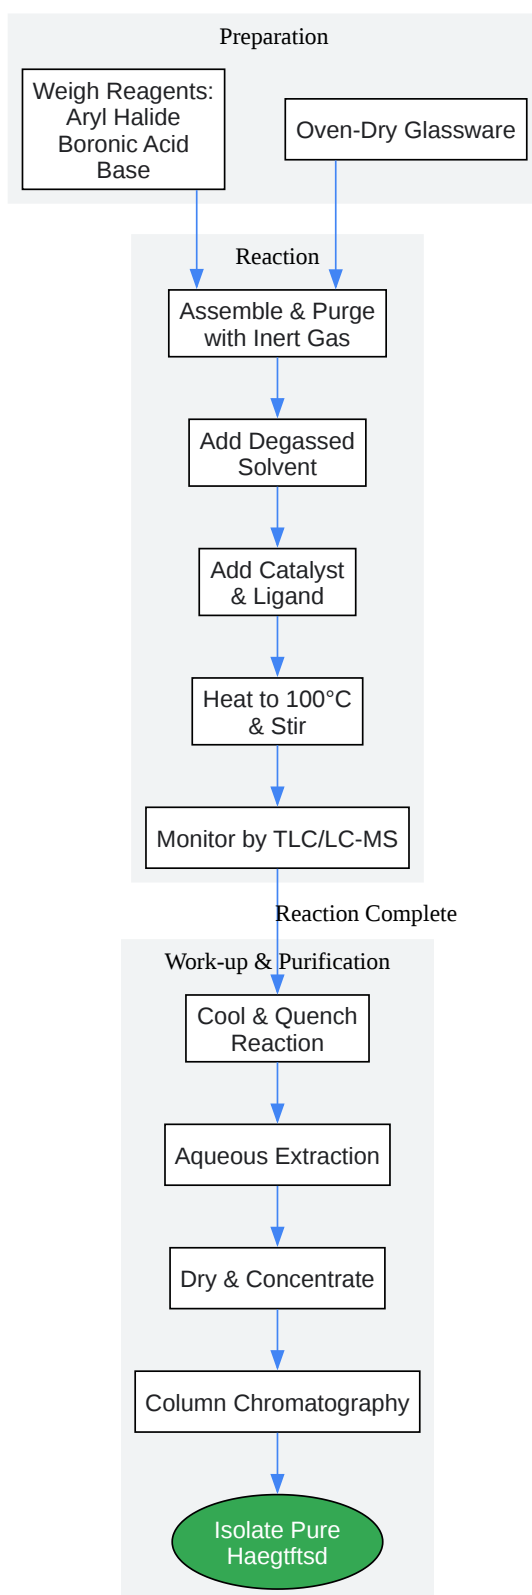 Preparation
Weigh Reagents:
Aryl Halide
Boronic Acid
Base
Oven-Dry Glassware
Reaction
Assemble & Purge
with Inert Gas
Add Degassed
Solvent
Add Catalyst
& Ligand
Heat to 100°C
& Stir
Monitor by TLC/LC-MS
Reaction Complete
Work-up & Purification
Cool & Quench
Reaction
Aqueous Extraction
Dry & Concentrate
Column Chromatography
Isolate Pure
Haegtftsd